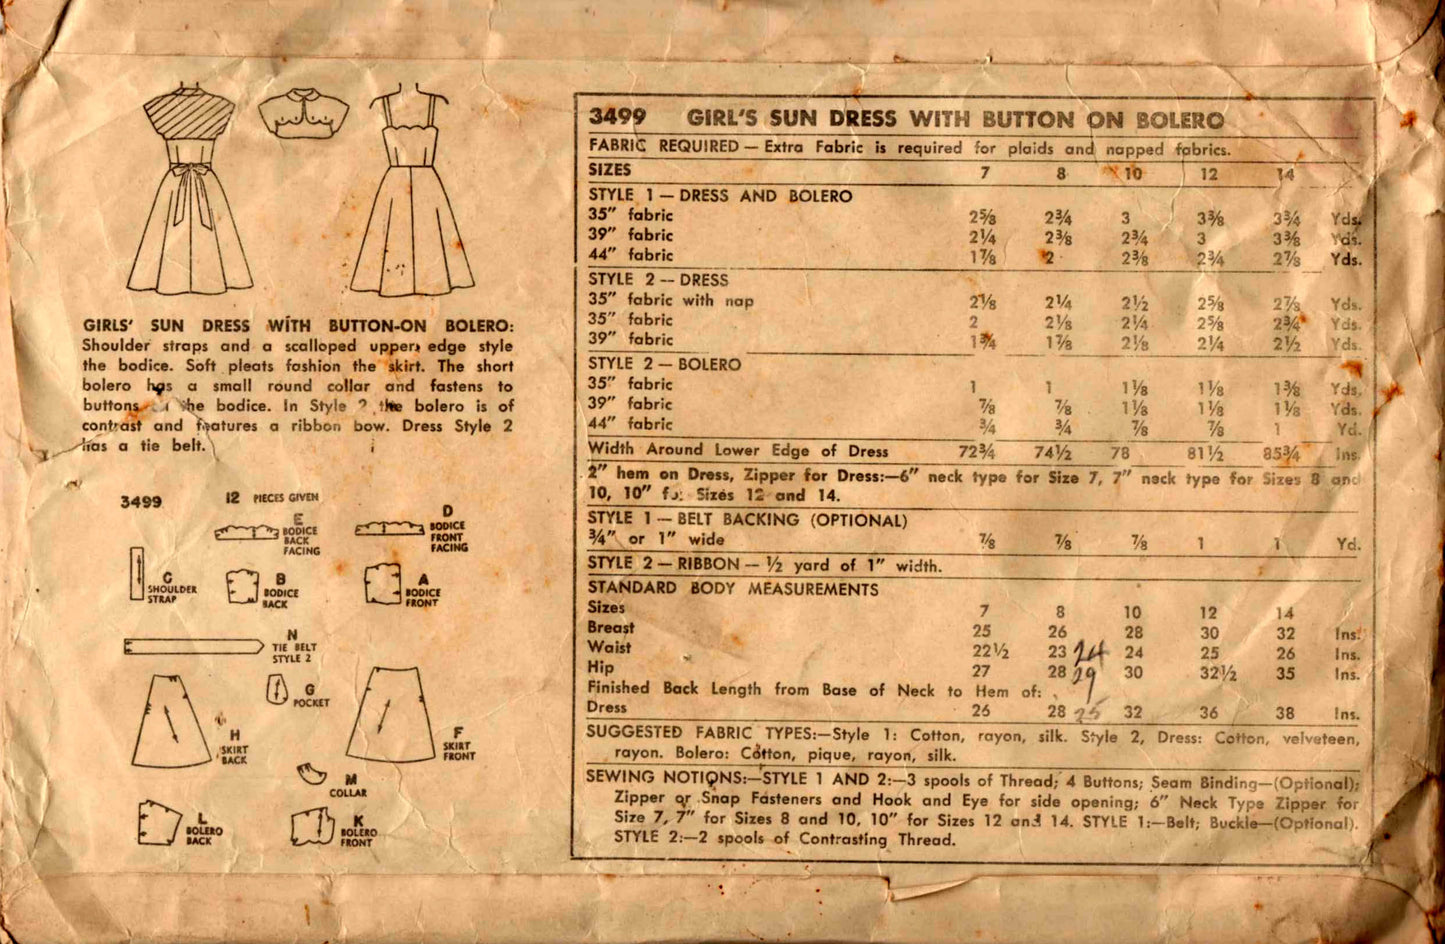 GIRLS' SUN DRESS WITH BUTTON-ON BOLERO:
Shoulder straps and a scalloped upper edge style
the bodice. Soft pleats fashion the skirt. The short
bolero has a small round collar and fastens to
buttons the bodice. In Style 2 the bolero is of
contrast and features a ribbon bow. Dress Style 2
has a tie belt.
3499 12 PIECES GIVEN
E BODICE BACK FACING
D BODICE FRONT FACING
C SHOULDER STRAP
B BODICE BACK
A BODICE FRONT
N TIE BELT STYLE 2
G POCKET
H SKIRT BACK
F SKIRT FRONT
M COLLAR
L BOLERO BACK
K BOLERO FRONT
3499 GIRL'S SUN DRESS WITH BUTTON ON BOLERO
FABRIC REQUIRED — Extra Fabric is required for plaids and napped fabrics.
SIZES 7 8 10 12 14
STYLE 1 — DRESS AND BOLERO
35" fabric 2⅝ 2¾ 3 3⅜ 3¾ Yds.
39" fabric 2¼ 2⅜ 2¾ 3 3⅜ Yds.
44" fabric 1⅞ 2 2⅜ 2¾ 2⅞ Yds.
STYLE 2 — DRESS
35" fabric with nap 2⅛ 2¼ 2½ 2⅝ 2⅞ Yds.
35" fabric 2 2⅛ 2¼ 2⅝ 2¾ Yds.
39" fabric 1¾ 1⅞ 2⅛ 2¼ 2½ Yds.
STYLE 2 — BOLERO
35" fabric 1 1 1⅛ 1⅛ 1⅜ Yds.
39" fabric ⅞ ⅞ 1⅛ 1⅛ 1⅛ Yds.
44" fabric ¾ ¾ ⅞ ⅞ 1 Yd.
Width Around Lower Edge of Dress 72¾ 74½ 78 81½ 85¾ Ins.
2" hem on Dress, Zipper for Dress:—6" neck type for Size 7, 7" neck type for Sizes 8 and
10, 10" for Sizes 12 and 14.
STYLE 1 — BELT BACKING (OPTIONAL)
¾" or 1" wide ⅞ ⅞ ⅞ 1 1 Yd.
STYLE 2 — RIBBON — ½ yard of 1" width.
STANDARD BODY MEASUREMENTS
Sizes 7 8 10 12 14
Breast 25 26 28 30 32 Ins.
Waist 22½ 23 24 24 25 26 Ins.
Hip 27 28 29 30 32½ 35 Ins.
Finished Back Length from Base of Neck to Hem of:
Dress 26 28 25 32 36 38 Ins.
SUGGESTED FABRIC TYPES:—Style 1: Cotton, rayon, silk. Style 2, Dress: Cotton, velveteen,
rayon. Bolero: Cotton, pique, rayon, silk.
SEWING NOTIONS:—STYLE 1 AND 2:—3 spools of Thread; 4 Buttons; Seam Binding—(Optional);
Zipper or Snap Fasteners and Hook and Eye for side opening; 6" Neck Type Zipper for
Size 7, 7" for Sizes 8 and 10, 10" for Sizes 12 and 14. STYLE 1:—Belt; Buckle—(Optional).
STYLE 2:—2 spools of Contrasting Thread.